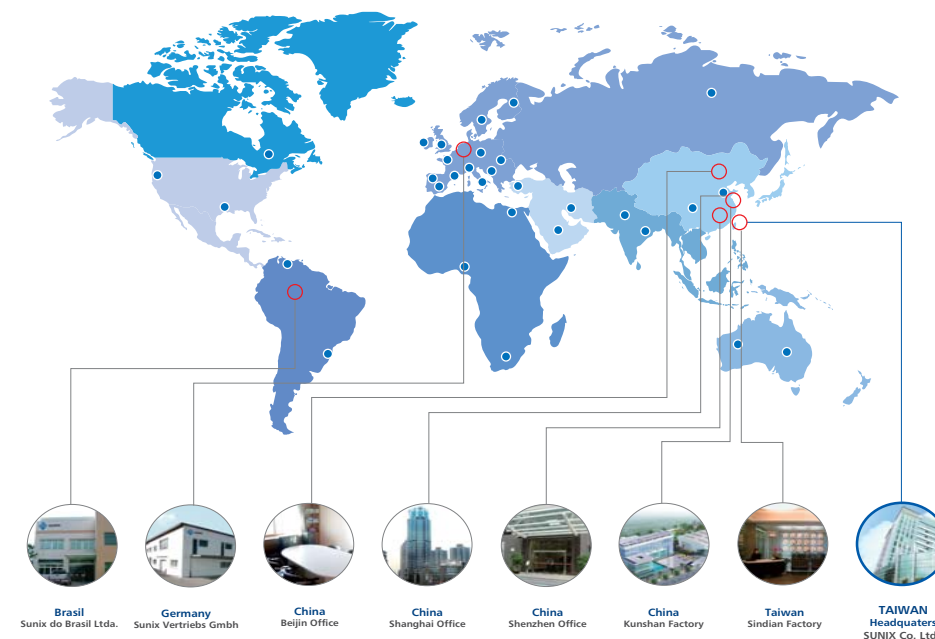 Brasil
Sunix do Brasil Ltda.
Germany
Sunix Vertriebs Gmbh
China
Beijin Office
China
Shanghai Office
China
Shenzhen Office
China
Kunshan Factory
Taiwan
Sindian Factory
TAIWAN
Headquaters
SUNIX Co. Ltd